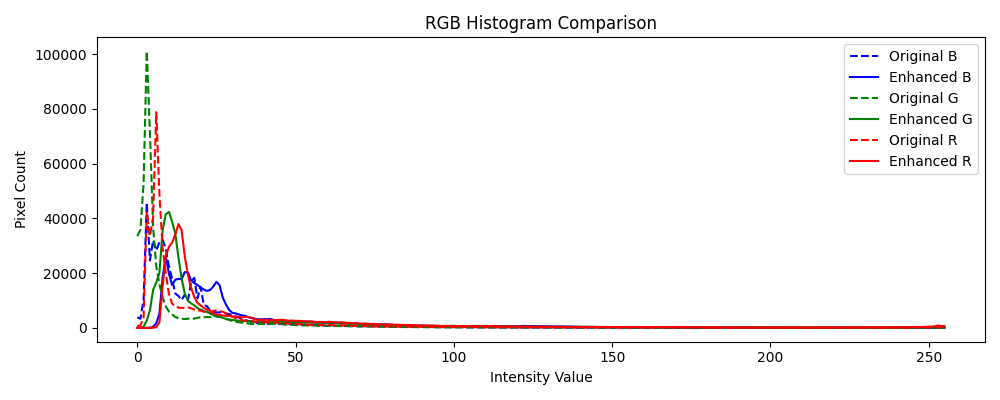 RGB Histogram Comparison
100000
80000
60000
40000
20000
0
Pixel Count
0 50 100 150 200 250
Intensity Value
Original B
Enhanced B
Original G
Enhanced G
Original R
Enhanced R